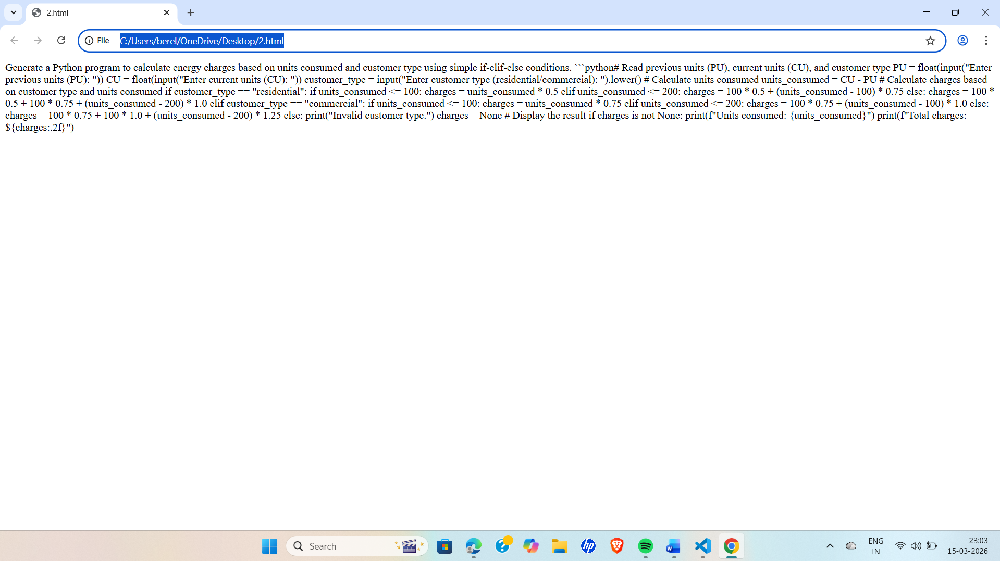 2.html
File
C:/Users/berel/OneDrive/Desktop/2.html
Generate a Python program to calculate energy charges based on units consumed and customer type using simple if-elif-else conditions. ```python# Read previous units (PU), current units (CU), and customer type PU = float(input("Enter
previous units (PU): ")) CU = float(input("Enter current units (CU): ")) customer_type = input("Enter customer type (residential/commercial): ").lower() # Calculate units consumed units_consumed = CU - PU # Calculate charges based
on customer type and units consumed if customer_type == "residential": if units_consumed <= 100: charges = units_consumed * 0.5 elif units_consumed <= 200: charges = 100 * 0.5 + (units_consumed - 100) * 0.75 else: charges = 100 *
0.5 + 100 * 0.75 + (units_consumed - 200) * 1.0 elif customer_type == "commercial": if units_consumed <= 100: charges = units_consumed * 0.75 elif units_consumed <= 200: charges = 100 * 0.75 + (units_consumed - 100) * 1.0 else:
charges = 100 * 0.75 + 100 * 1.0 + (units_consumed - 200) * 1.25 else: print("Invalid customer type.") charges = None # Display the result if charges is not None: print(f"Units consumed: {units_consumed}") print(f"Total charges:
${charges:.2f}")
Search
hp
W
ENG
IN
23:03
15-03-2026